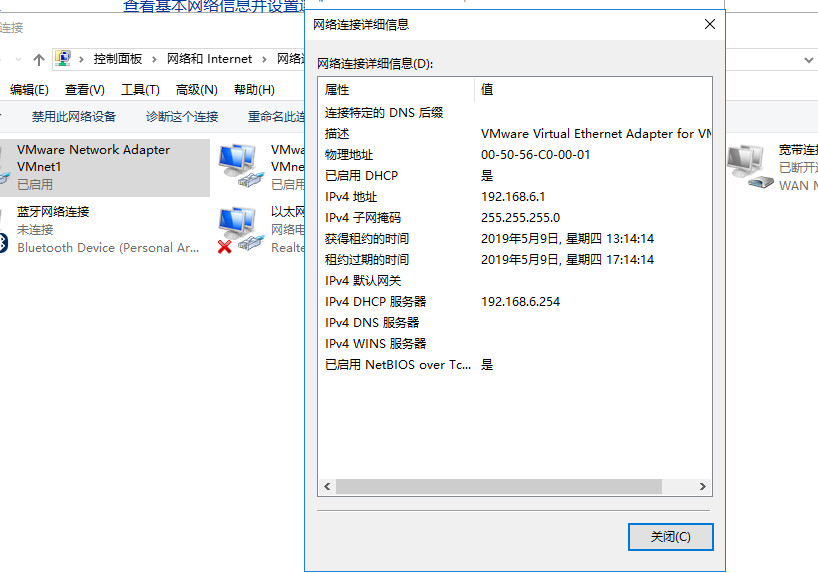 查看基本网络信息并设置
连接
控制面板 › 网络和 Internet › 网络
编辑(E) 查看(V) 工具(T) 高级(N) 帮助(H)
禁用此网络设备 诊断这个连接 重命名此连
VMware Network Adapter
VMnet1
已启用
VMwa
VMne
已启用
宽带连接
已断开
WAN M
蓝牙网络连接
未连接
Bluetooth Device (Personal Ar...
以太网
网络电
Realte
网络连接详细信息
网络连接详细信息(D):
属性 值
连接特定的 DNS 后缀
描述 VMware Virtual Ethernet Adapter for VM
物理地址 00-50-56-C0-00-01
已启用 DHCP 是
IPv4 地址 192.168.6.1
IPv4 子网掩码 255.255.255.0
获得租约的时间 2019年5月9日, 星期四 13:14:14
租约过期的时间 2019年5月9日, 星期四 17:14:14
IPv4 默认网关
IPv4 DHCP 服务器 192.168.6.254
IPv4 DNS 服务器
IPv4 WINS 服务器
已启用 NetBIOS over Tc... 是
关闭(C)